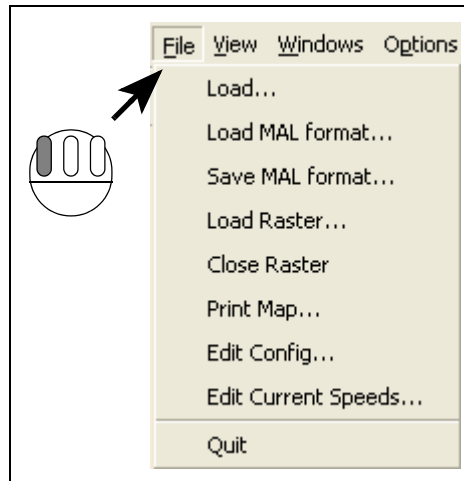 File View Windows Options
Load...
Load MAL format...
Save MAL format...
Load Raster...
Close Raster
Print Map...
Edit Config...
Edit Current Speeds...
Quit